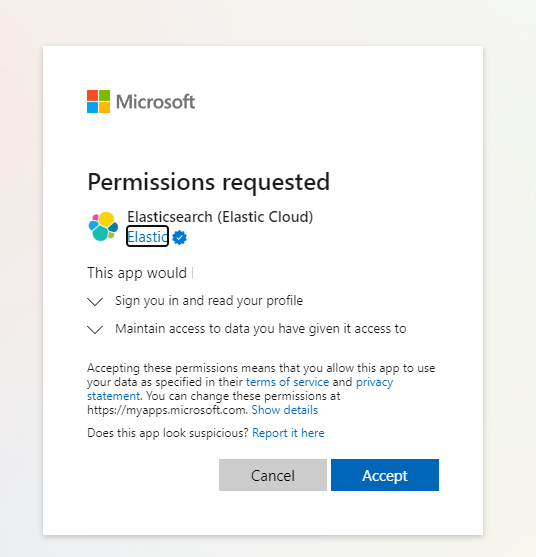 Microsoft
Permissions requested
Elasticsearch (Elastic Cloud)
Elastic
This app would
Sign you in and read your profile
Maintain access to data you have given it access to
Accepting these permissions means that you allow this app to use
your data as specified in their terms of service and privacy
statement. You can change these permissions at
https://myapps.microsoft.com. Show details
Does this app look suspicious? Report it here
Cancel Accept